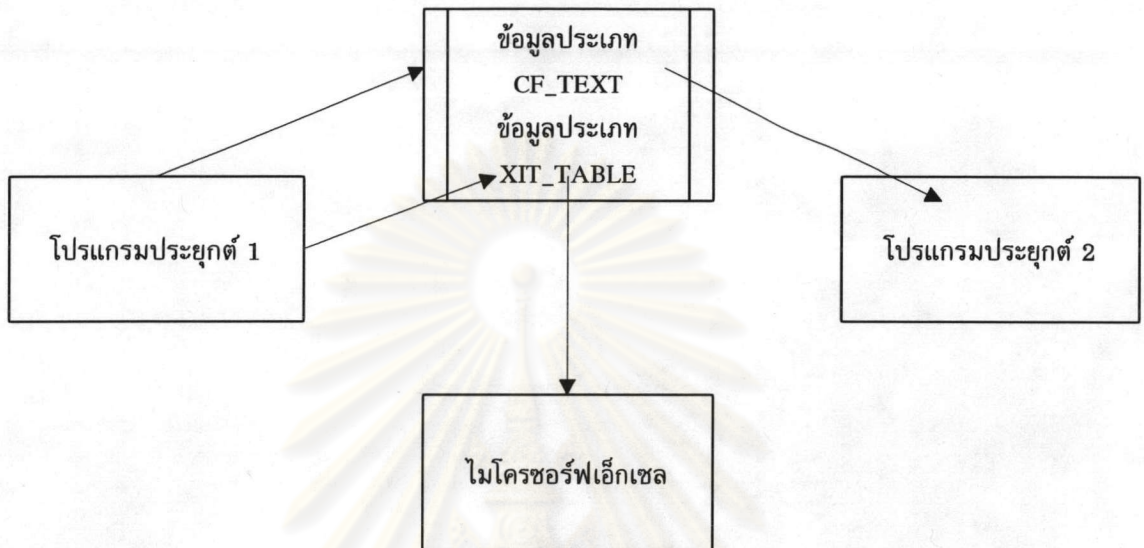 ข้อมูลประเภท
CF_TEXT
ข้อมูลประเภท
XIT_TABLE
โปรแกรมประยุกต์ 1
โปรแกรมประยุกต์ 2
ไมโครซอร์ฟเอ็กเซล